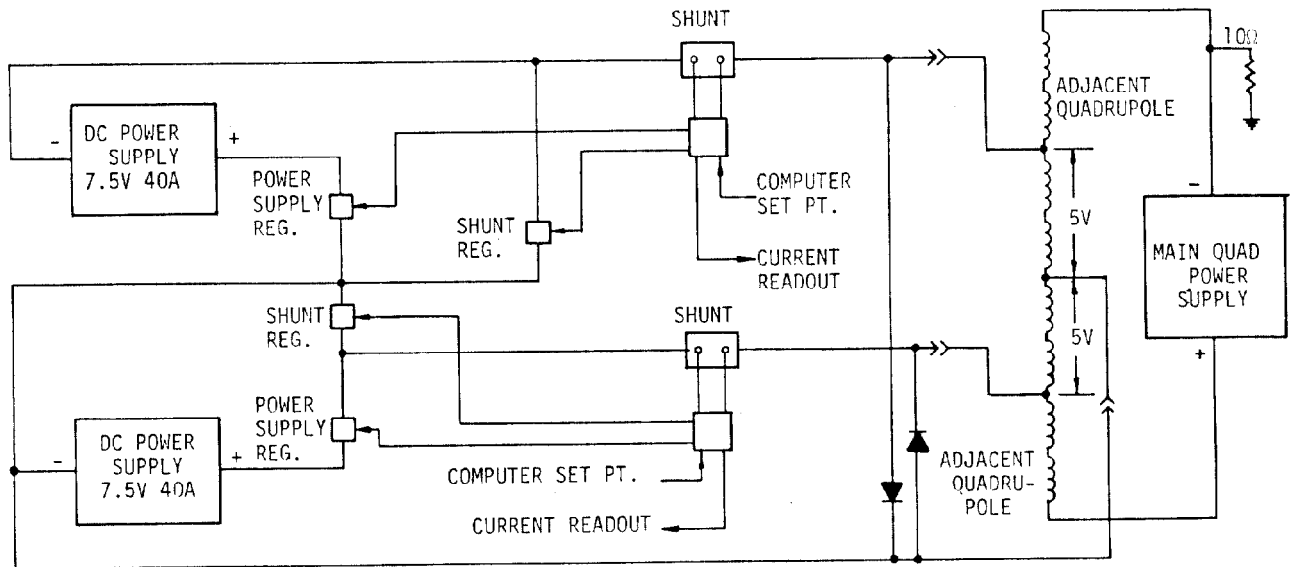 SHUNT
10Ω
ADJACENT
QUADRUPOLE
- DC POWER +
SUPPLY
7.5V 40A
POWER
SUPPLY
REG.
COMPUTER
SET PT.
SHUNT
REG.
CURRENT
READOUT
5V
-
MAIN QUAD
POWER
SUPPLY
+
SHUNT
REG.
SHUNT
5V
POWER
SUPPLY
REG.
- DC POWER +
SUPPLY
7.5V 40A
COMPUTER SET PT.
CURRENT READOUT
ADJACENT
QUADRU-
POLE